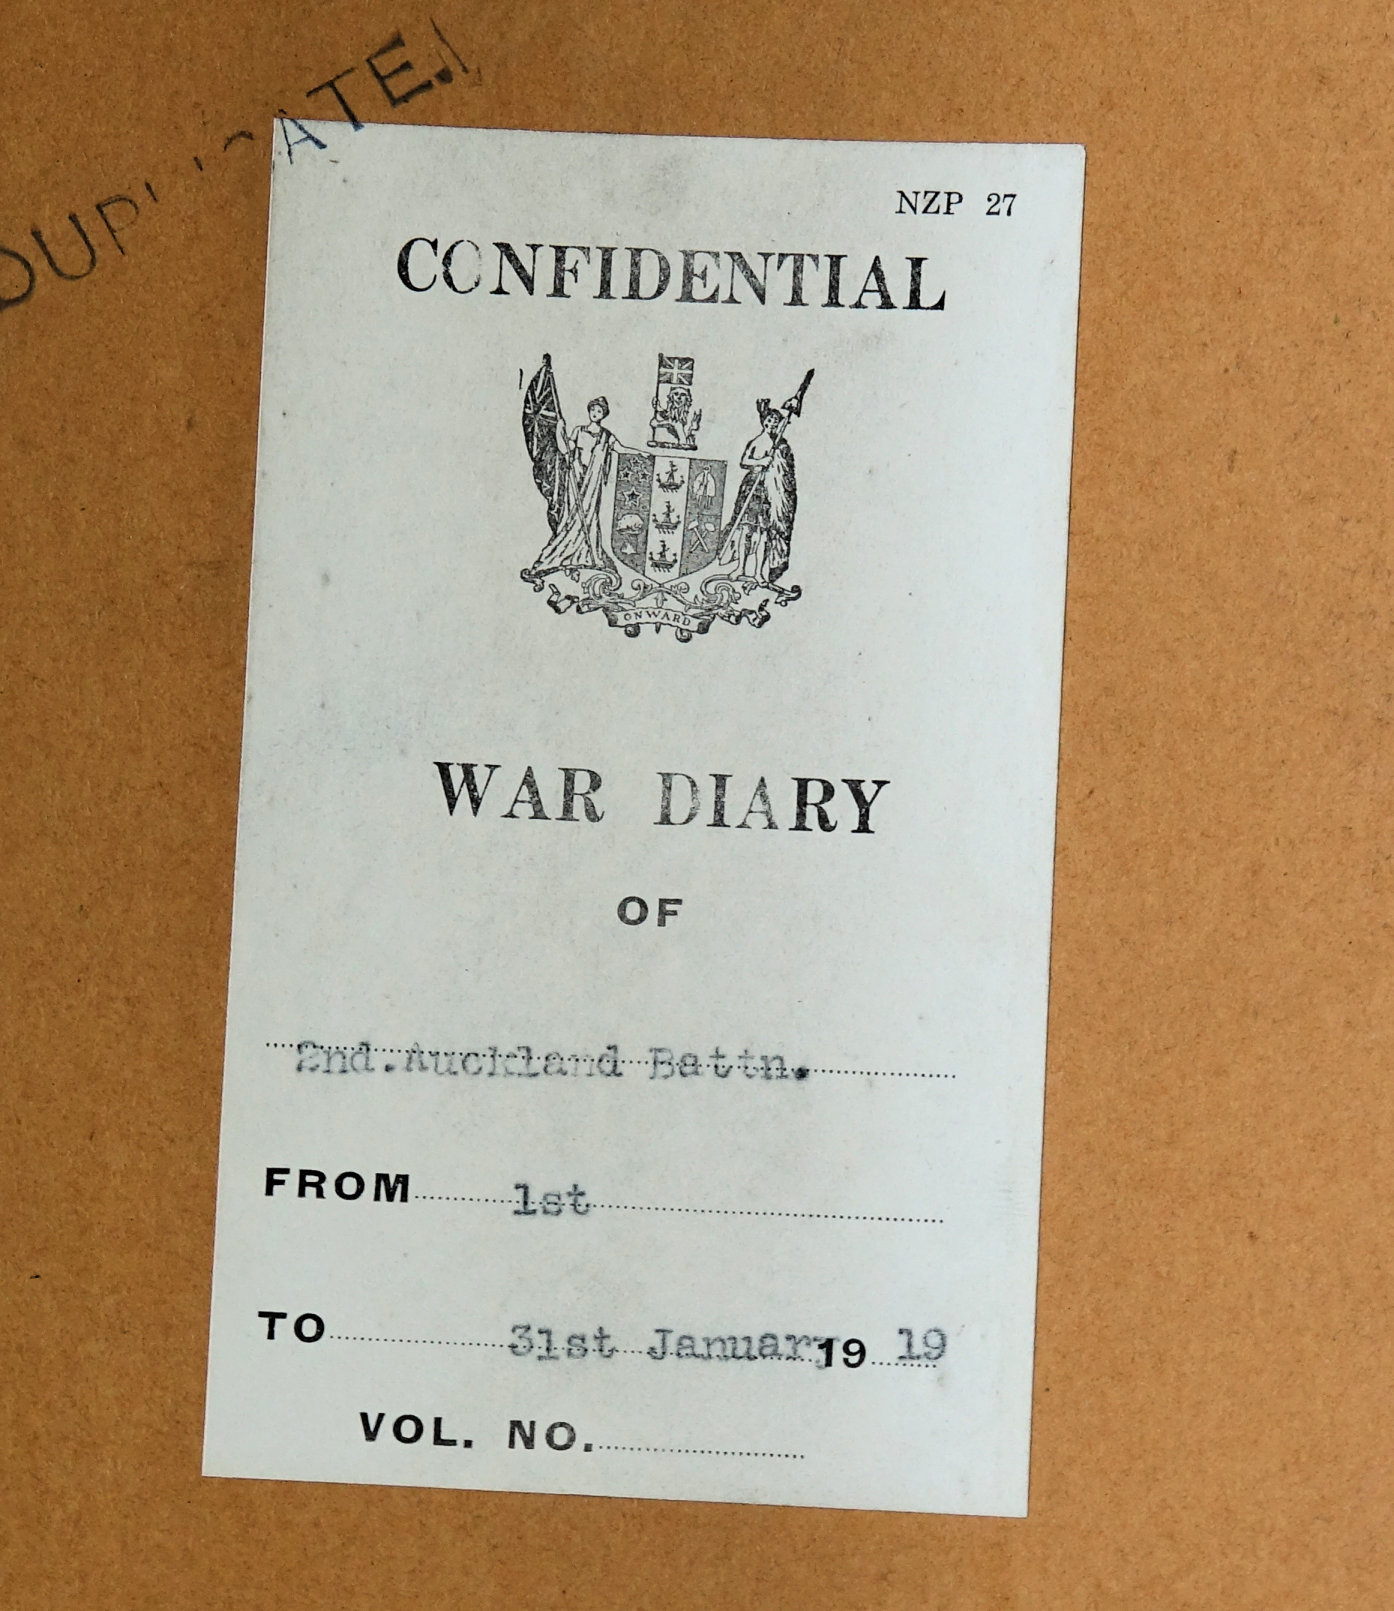 DUPLICATE.
NZP 27
CONFIDENTIAL
ONWARD
WAR DIARY
OF
2nd.Auckland Battn.
FROM 1st
TO 31st January 19 19
VOL. NO.